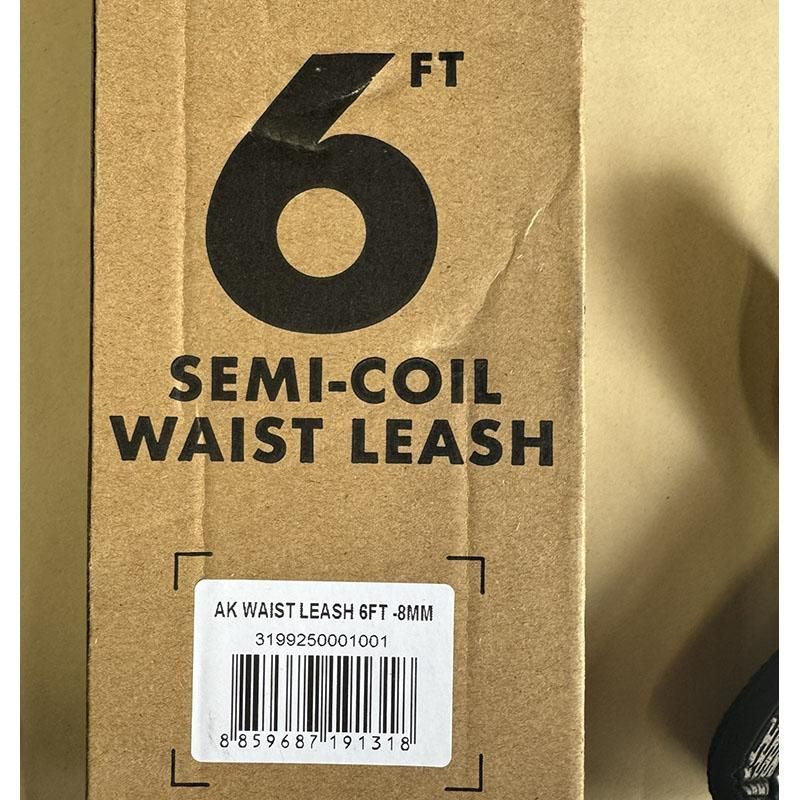 6 FT
SEMI-COIL
WAIST LEASH
AK WAIST LEASH 6FT -8MM
3199250001001
8 859687 191318